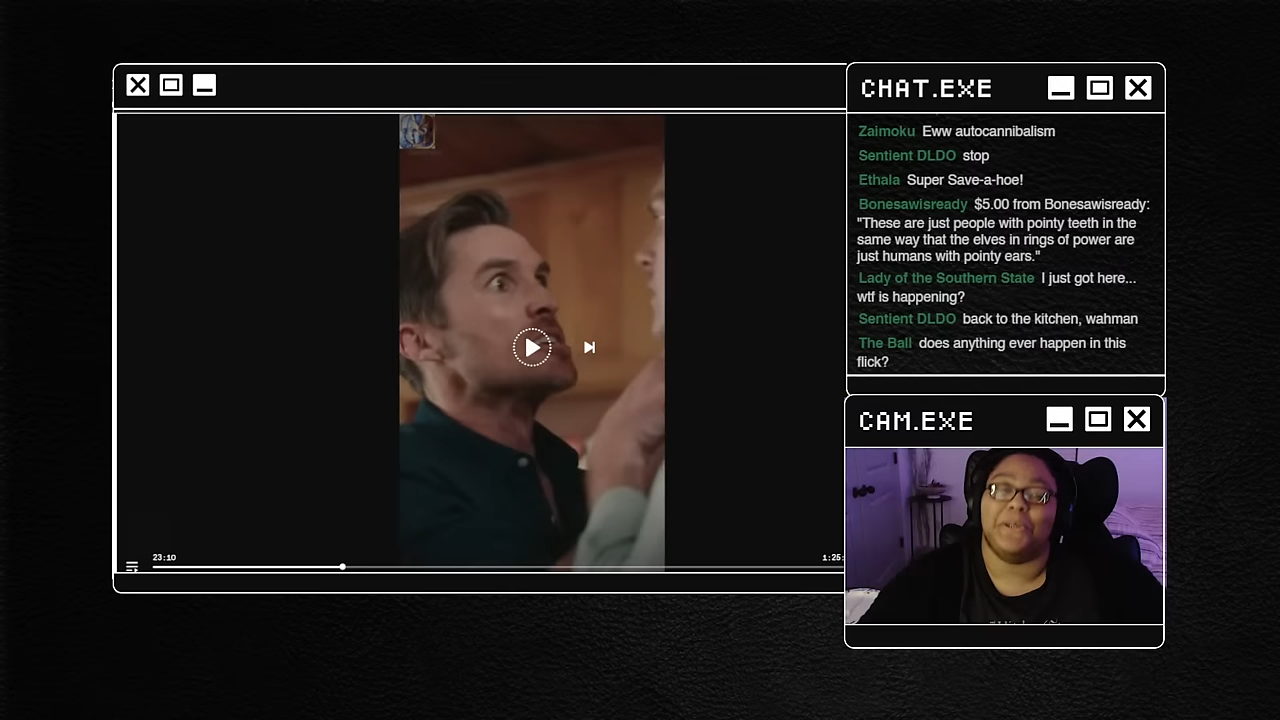 CHAT.EXE
Zaimoku Eww autocannibalism
Sentient DLDO stop
Ethala Super Save-a-hoe!
Bonesawisready $5.00 from Bonesawisready:
"These are just people with pointy teeth in the
same way that the elves in rings of power are
just humans with pointy ears."
Lady of the Southern State I just got here...
wtf is happening?
Sentient DLDO back to the kitchen, wahman
The Ball does anything ever happen in this
flick?
23:10
1:25:
CAM.EXE